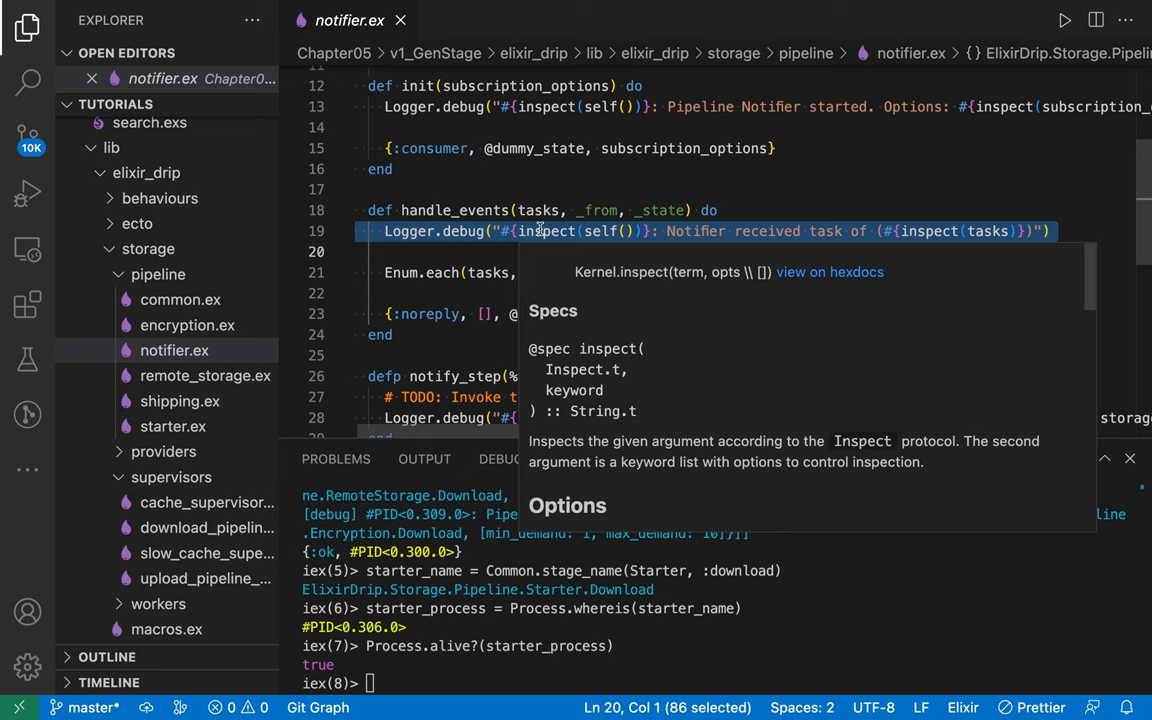 EXPLORER
OPEN EDITORS
notifier.ex Chapter0...
TUTORIALS
search.exs
lib
elixir_drip
behaviours
ecto
storage
pipeline
common.ex
encryption.ex
notifier.ex
remote_storage.ex
shipping.ex
starter.ex
providers
supervisors
cache_supervisor...
download_pipelin...
slow_cache_supe...
upload_pipeline_...
workers
macros.ex
OUTLINE
TIMELINE
10K
notifier.ex
Chapter05 > v1_GenStage > elixir_drip > lib > elixir_drip > storage > pipeline > notifier.ex > {} ElixirDrip.Storage.Pipeli
11
12 def init(subscription_options) do
13 Logger.debug("#{inspect(self())}: Pipeline Notifier started. Options: #{inspect(subscription_
14
15 {:consumer, @dummy_state, subscription_options}
16 end
17
18 def handle_events(tasks, _from, _state) do
19 Logger.debug("#{inspect(self())}: Notifier received task of (#{inspect(tasks)})")
20
21 Enum.each(tasks,
22
23 {:noreply, [], @
24 end
25
26 defp notify_step(%
27 # TODO: Invoke t
28 Logger.debug("#{
storag
29
Kernel.inspect(term, opts \\ []) view on hexdocs
Specs
@spec inspect(
Inspect.t,
keyword
) :: String.t
Inspects the given argument according to the Inspect protocol. The second
argument is a keyword list with options to control inspection.
Options
PROBLEMS OUTPUT DEBUG
ne.RemoteStorage.Download,
[debug] #PID<0.309.0>: Pipe
line
.Encryption.Download, [min_demand: 1, max_demand: 10]}]]
{:ok, #PID<0.300.0>}
iex(5)> starter_name = Common.stage_name(Starter, :download)
ElixirDrip.Storage.Pipeline.Starter.Download
iex(6)> starter_process = Process.whereis(starter_name)
#PID<0.306.0>
iex(7)> Process.alive?(starter_process)
true
iex(8)>
master* 0 0 Git Graph Ln 20, Col 1 (86 selected) Spaces: 2 UTF-8 LF Elixir Prettier